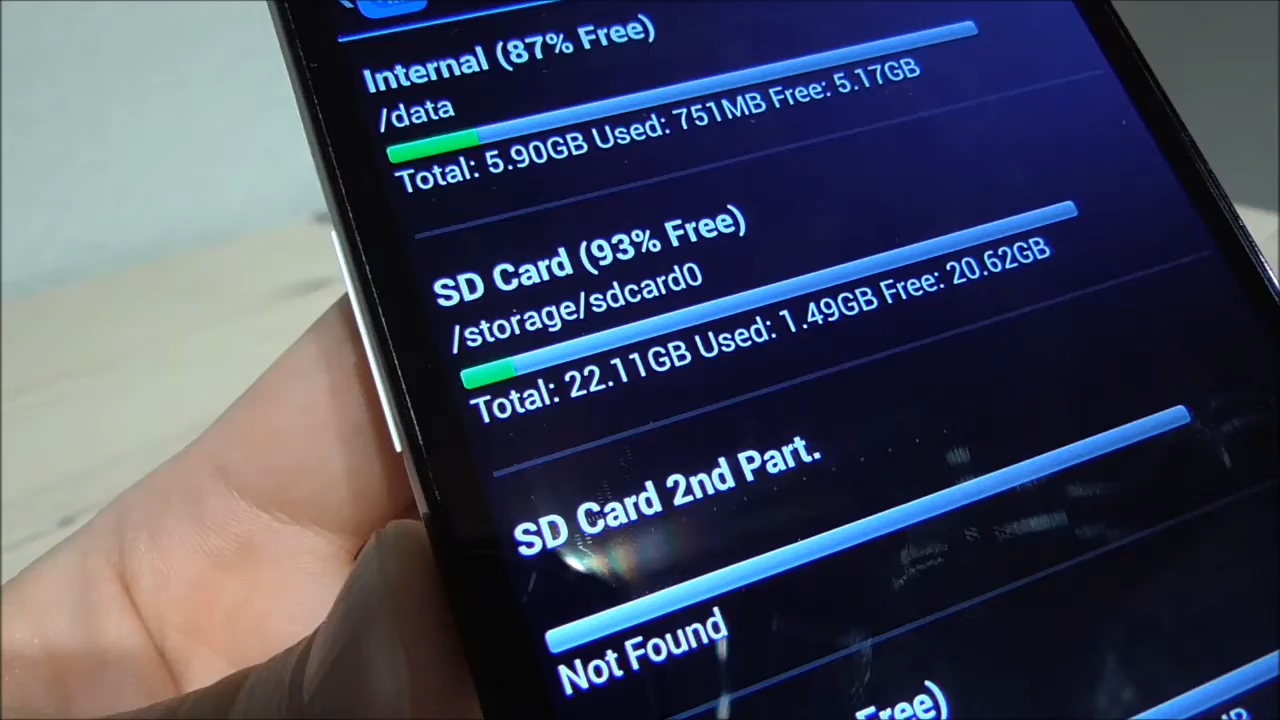 Internal (87% Free)
/data
Total: 5.90GB Used: 751MB Free: 5.17GB
SD Card (93% Free)
/storage/sdcard0
Total: 22.11GB Used: 1.49GB Free: 20.62GB
SD Card 2nd Part.
Not Found
Free)